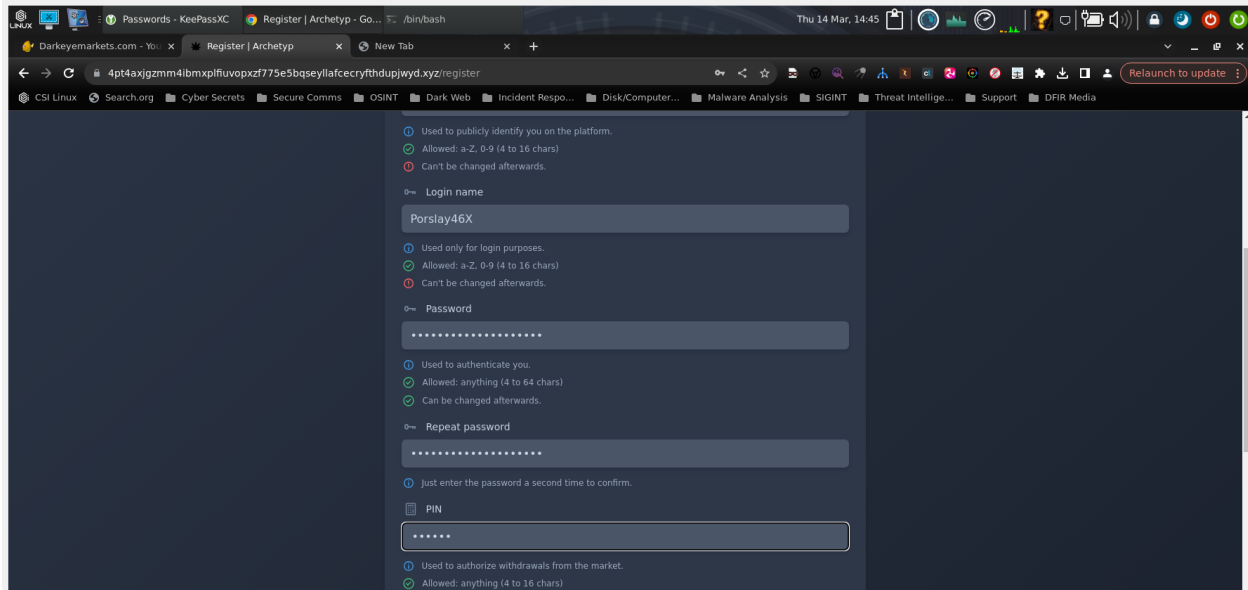 LINUX
Passwords - KeePassXC
Register | Archetyp - Go...
/bin/bash
Thu 14 Mar, 14:45
Darkeyemarkets.com - You
Register | Archetyp
New Tab
4pt4axjgzmm4ibmxplfiuvopxzf775e5bqseyllafcecryfthdupjwyd.xyz/register
Relaunch to update
CSI Linux
Search.org
Cyber Secrets
Secure Comms
OSINT
Dark Web
Incident Respo...
Disk/Computer...
Malware Analysis
SIGINT
Threat Intellige...
Support
DFIR Media
Used to publicly identify you on the platform.
Allowed: a-Z, 0-9 (4 to 16 chars)
Can't be changed afterwards.
Login name
Porslay46X
Used only for login purposes.
Allowed: a-Z, 0-9 (4 to 16 chars)
Can't be changed afterwards.
Password
••••••••••••••••••••
Used to authenticate you.
Allowed: anything (4 to 64 chars)
Can be changed afterwards.
Repeat password
••••••••••••••••••••
Just enter the password a second time to confirm.
PIN
••••••
Used to authorize withdrawals from the market.
Allowed: anything (4 to 16 chars)